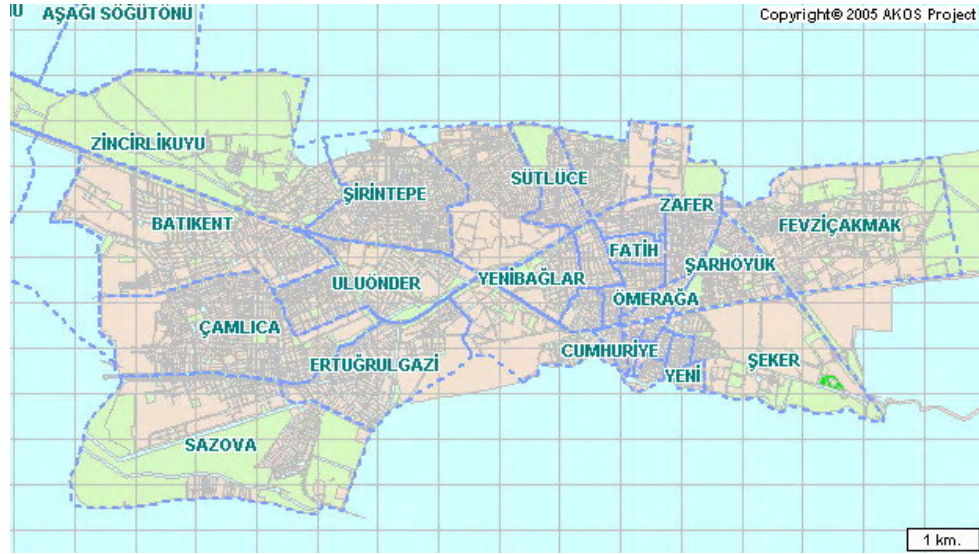 U AŞAĞI SÖĞÜTÖNÜ
Copyright© 2005 AKOS Project
ZİNCİRLİKUYU
SÜTLÜCE
ŞİRİNTEPE
ZAFER
BATIKENT
FEVZİÇAKMAK
FATİH
ŞARHÖYÜK
YENİBAĞLAR
ULUÖNDER
ÖMERAĞA
ÇAMLICA
CUMHURİYE
ERTUĞRULGAZİ
ŞEKER
YENİ
SAZOVA
1 km.